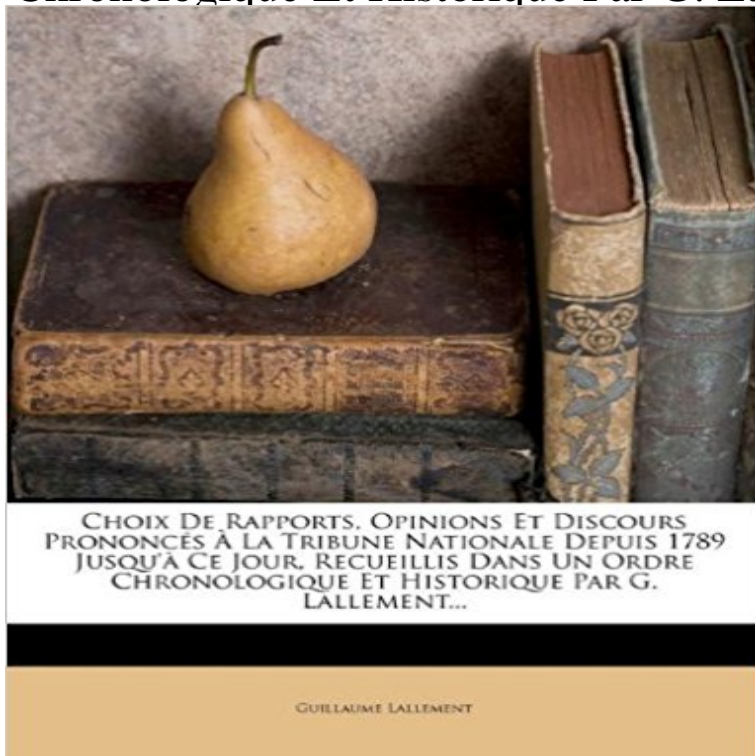 CHOIX DE RAPPORTS, OPINIONS ET DISCOURS
PRONONCÉS À LA TRIBUNE NATIONALE DEPUIS 1789
JUSQU'À CE JOUR, RECUEILLIS DANS UN ORDRE
CHRONOLOGIQUE ET HISTORIQUE PAR G.
LALLEMENT...
GUILLAUME LALLEMENT